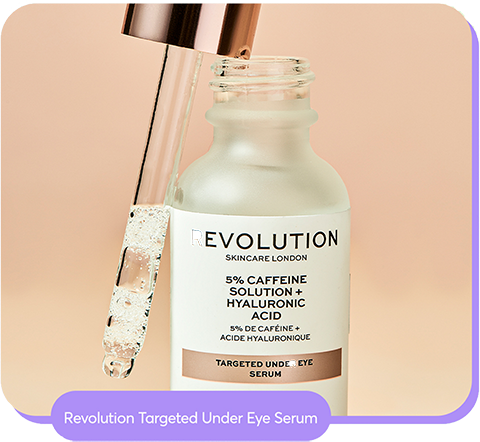 REVOLUTION
SKINCARE LONDON
5% CAFFEINE
SOLUTION +
HYALURONIC
ACID
5% DE CAFÉINE +
ACIDE HYALURONIQUE
TARGETED UNDER EYE
SERUM
Revolution Targeted Under Eye Serum